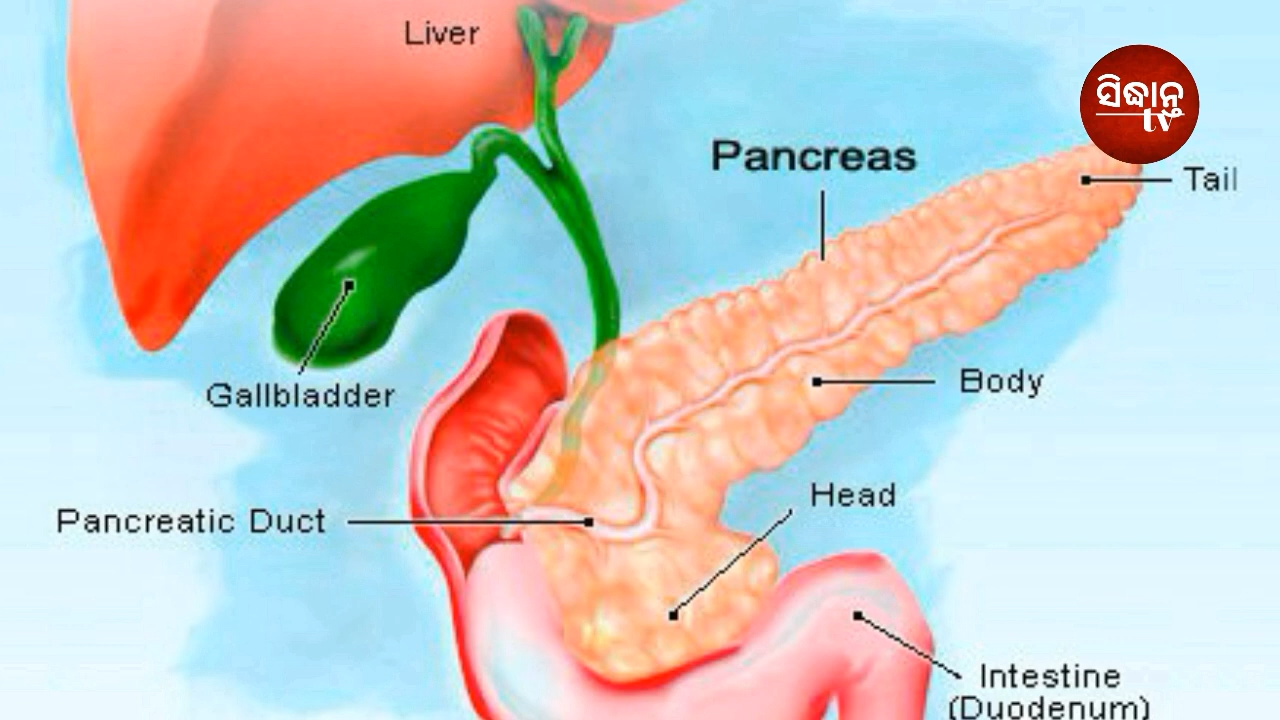 Liver
ସିଦ୍ଧାନ୍ତ
tv
Pancreas
Tail
Gallbladder
Body
Head
Pancreatic Duct
Intestine
(Duodenum)